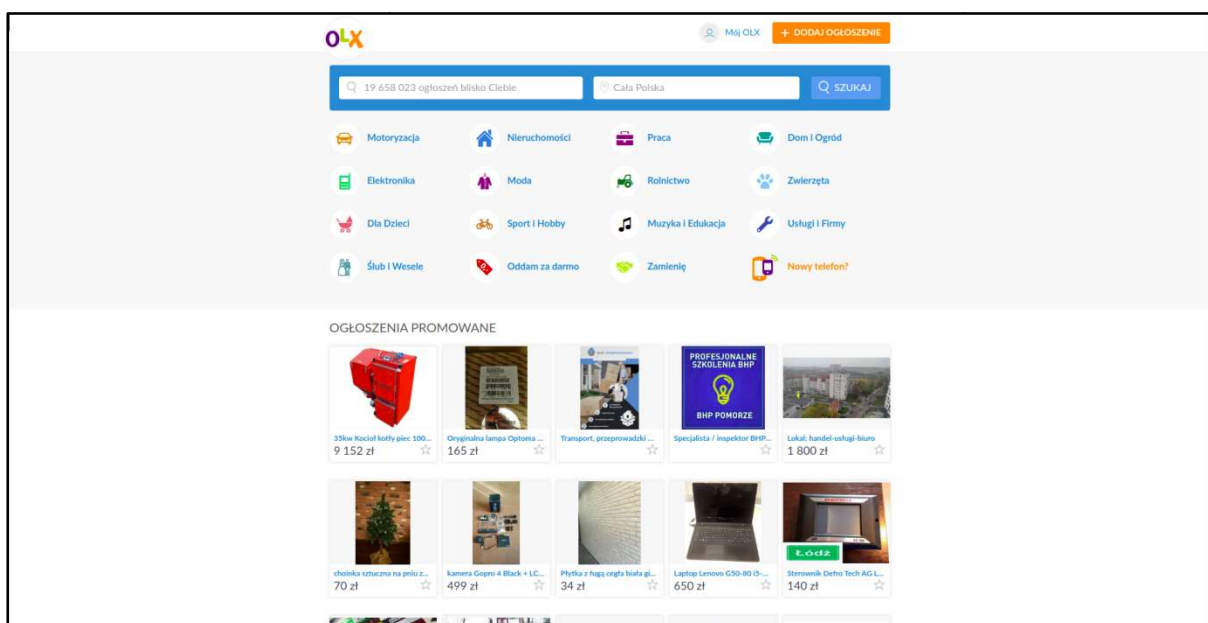 OLX
Mój OLX
+ DODAJ OGŁOSZENIE
19 658 023 ogłoszeń blisko Ciebie
Cała Polska
SZUKAJ
Motoryzacja
Nieruchomości
Praca
Dom i Ogród
Elektronika
Moda
Rolnictwo
Zwierzęta
Dla Dzieci
Sport i Hobby
Muzyka i Edukacja
Usługi i Firmy
Ślub i Wesele
Oddam za darmo
Zamienię
Nowy telefon?
OGŁOSZENIA PROMOWANE
PROFESJONALNE
SZKOLENIA BHP
BHP POMORZE
35kw Kocioł kotły piec 100...
Oryginalna lampa Optoma ...
Transport, przeprowadzki ...
Specjalista / inspektor BHP...
Lokal; handel-usługi-biuro
9 152 zł
165 zł
1 800 zł
Łódź
choinka sztuczna na pniu z...
kamera Gopro 4 Black + LC...
Płytka z fugą cegła biała gi...
Laptop Lenovo G50-80 i5-...
Sterownik Defro Tech AG L...
70 zł
499 zł
34 zł
650 zł
140 zł